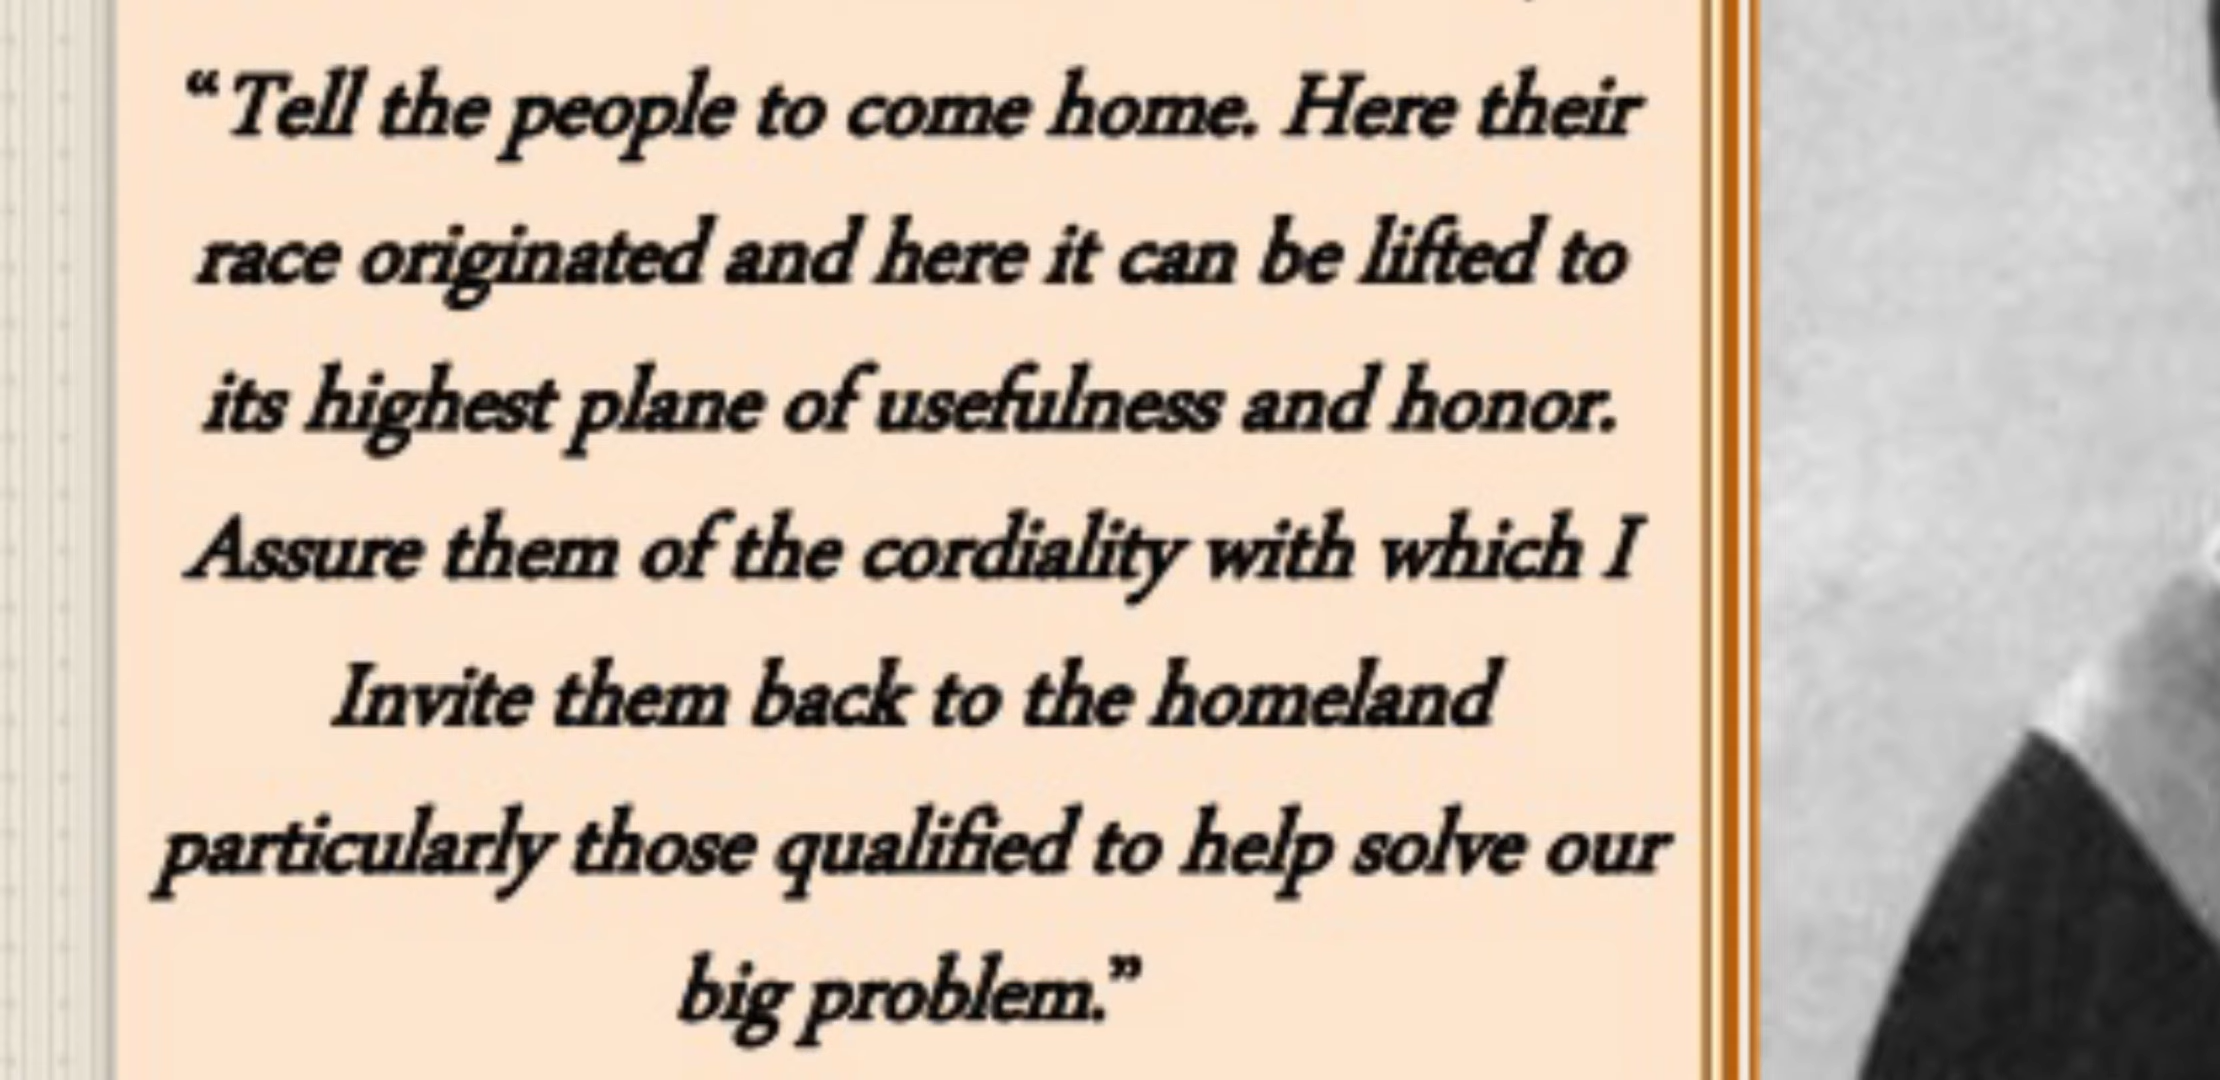 “Tell the people to come home. Here their
race originated and here it can be lifted to
its highest plane of usefulness and honor.
Assure them of the cordiality with which I
Invite them back to the homeland
particularly those qualified to help solve our
big problem.”